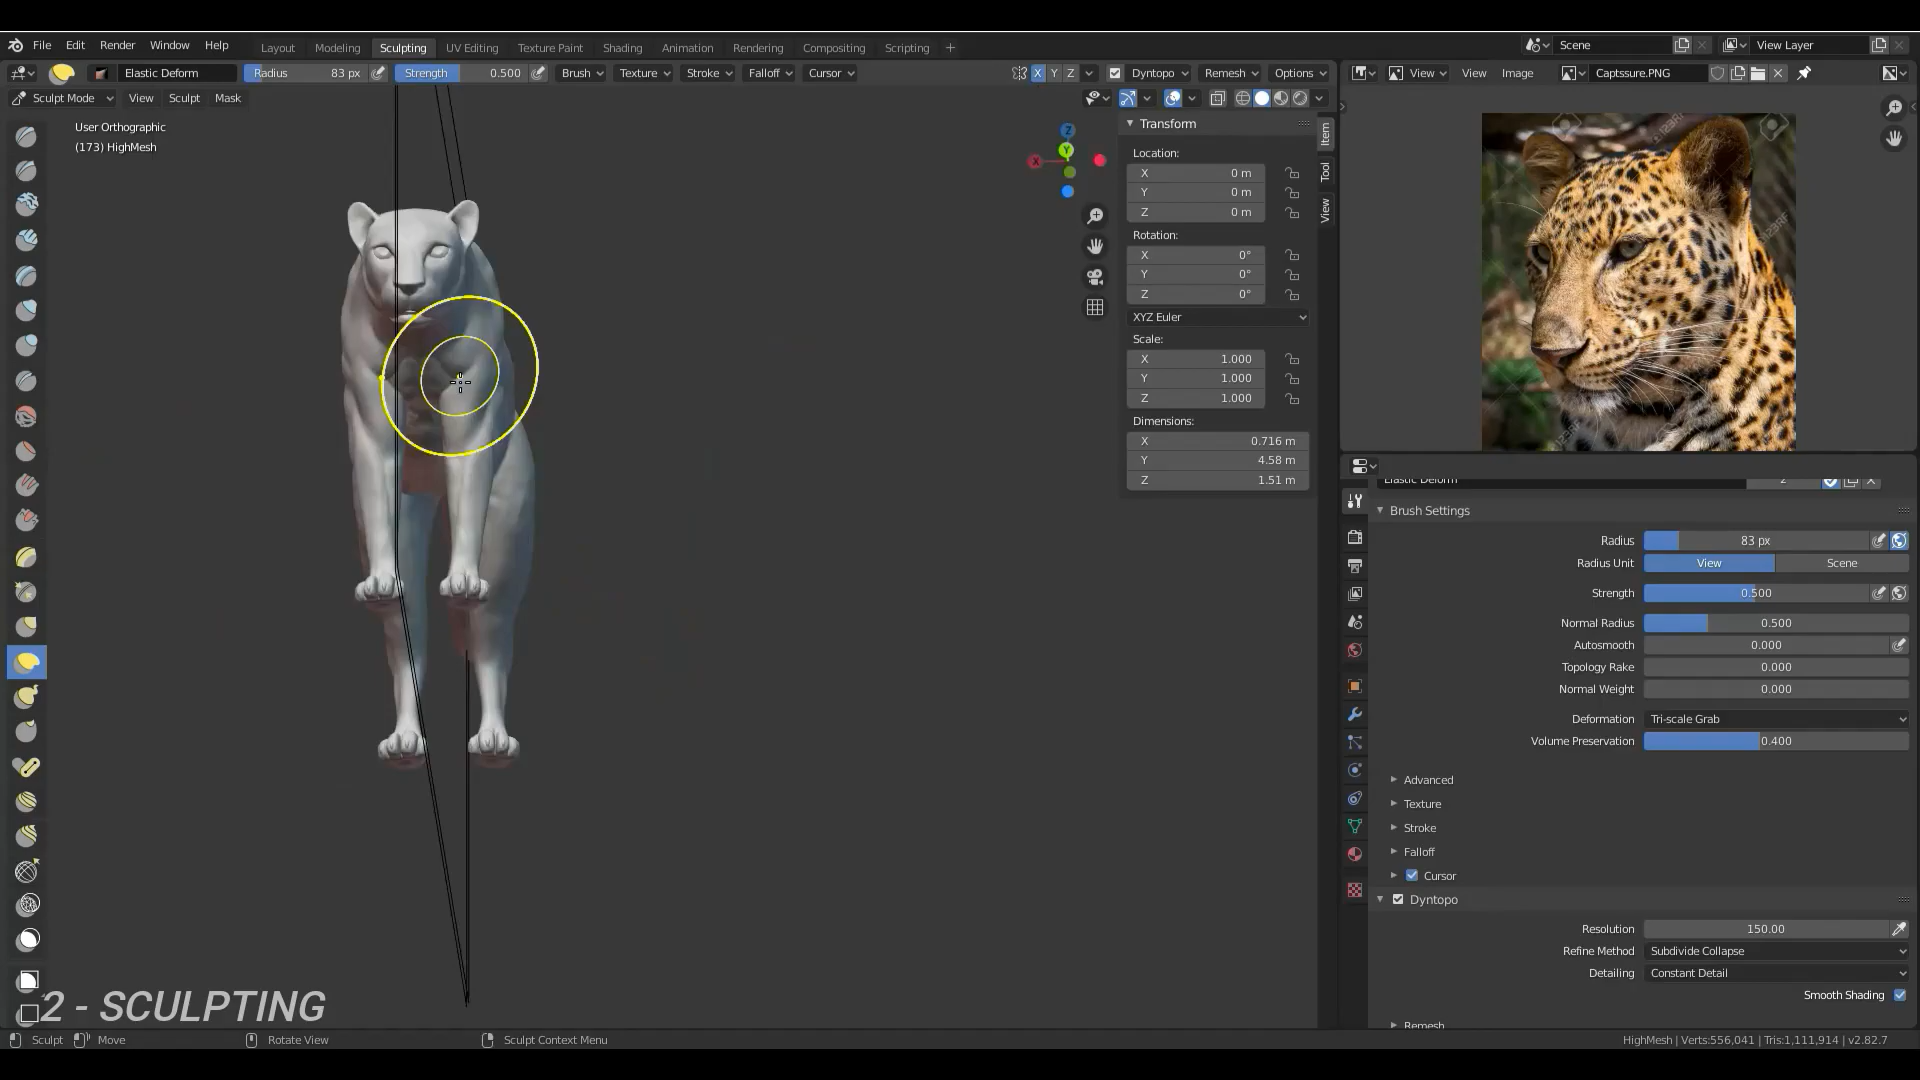 File Edit Render Window Help
Layout Modeling Sculpting UV Editing Texture Paint Shading Animation Rendering Compositing Scripting +
Scene
View Layer
Elastic Deform Radius 83 px Strength 0.500 Brush Texture Stroke Falloff Cursor
X Y Z Dyntopo Remesh Options
View View Image Captssure.PNG
Sculpt Mode View Sculpt Mask
User Orthographic
(173) HighMesh
Z
Y
X
Transform
Location:
X 0 m
Y 0 m
Z 0 m
Rotation:
X 0°
Y 0°
Z 0°
XYZ Euler
Scale:
X 1.000
Y 1.000
Z 1.000
Dimensions:
X 0.716 m
Y 4.58 m
Z 1.51 m
Item
Tool
View
Elastic Deform 2
Brush Settings
Radius 83 px
Radius Unit View Scene
Strength 0.500
Normal Radius 0.500
Autosmooth 0.000
Topology Rake 0.000
Normal Weight 0.000
Deformation Tri-scale Grab
Volume Preservation 0.400
Advanced
Texture
Stroke
Falloff
Cursor
Dyntopo
Resolution 150.00
Refine Method Subdivide Collapse
Detailing Constant Detail
Smooth Shading
Remesh
2 - SCULPTING
Sculpt Move Rotate View Sculpt Context Menu
HighMesh | Verts:556,041 | Tris:1,111,914 | v2.82.7